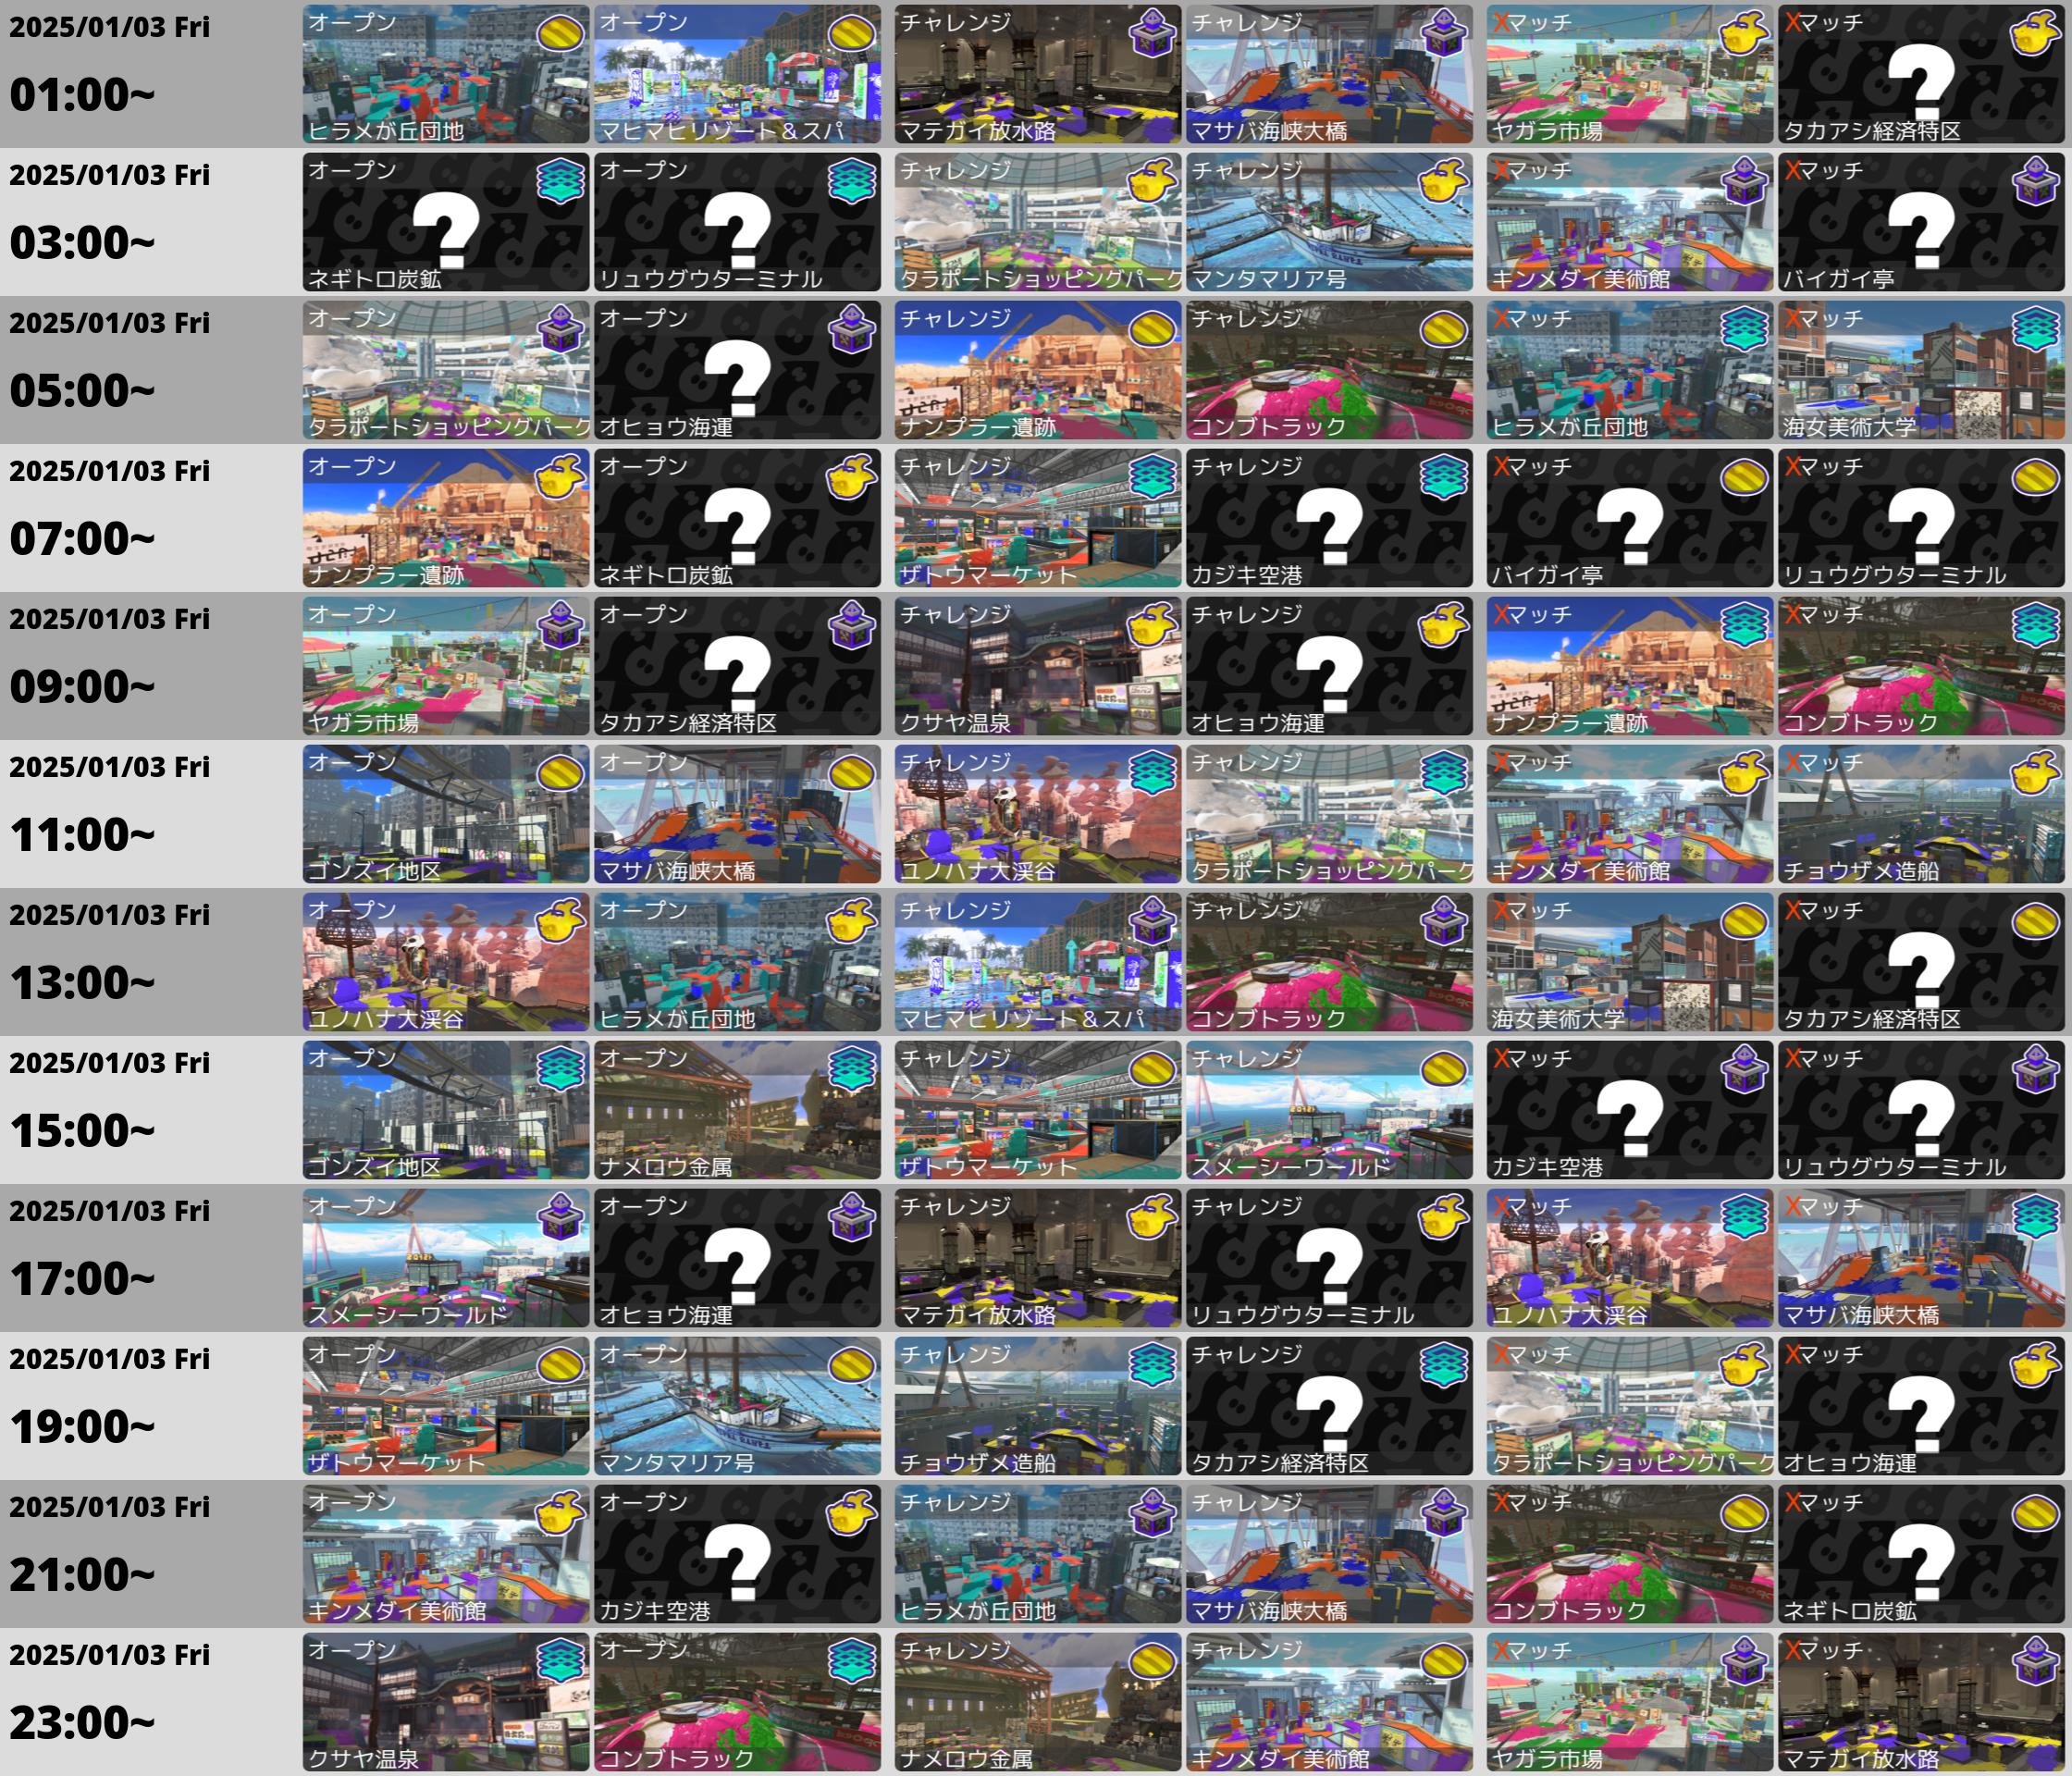 2025/01/03 Fri
01:00~
オープン
ヒラメが丘団地
オープン
マヒマヒリゾート＆スパ
チャレンジ
マテガイ放水路
チャレンジ
マサバ海峡大橋
Xマッチ
ヤガラ市場
Xマッチ
タカアシ経済特区
2025/01/03 Fri
03:00~
オープン
ネギトロ炭鉱
オープン
リュウグウターミナル
チャレンジ
タラポートショッピングパーク
チャレンジ
マンタマリア号
Xマッチ
キンメダイ美術館
Xマッチ
バイガイ亭
2025/01/03 Fri
05:00~
オープン
タラポートショッピングパーク
オープン
オヒョウ海運
チャレンジ
ナンプラー遺跡
チャレンジ
コンブトラック
Xマッチ
ヒラメが丘団地
Xマッチ
海女美術大学
2025/01/03 Fri
07:00~
オープン
ナンプラー遺跡
オープン
ネギトロ炭鉱
チャレンジ
ザトウマーケット
チャレンジ
カジキ空港
Xマッチ
バイガイ亭
Xマッチ
リュウグウターミナル
2025/01/03 Fri
09:00~
オープン
ヤガラ市場
オープン
タカアシ経済特区
チャレンジ
クサヤ温泉
チャレンジ
オヒョウ海運
Xマッチ
ナンプラー遺跡
Xマッチ
コンブトラック
2025/01/03 Fri
11:00~
オープン
ゴンズイ地区
オープン
マサバ海峡大橋
チャレンジ
ユノハナ大渓谷
チャレンジ
タラポートショッピングパーク
Xマッチ
キンメダイ美術館
Xマッチ
チョウザメ造船
2025/01/03 Fri
13:00~
オープン
ユノハナ大渓谷
オープン
ヒラメが丘団地
チャレンジ
マヒマヒリゾート＆スパ
チャレンジ
コンブトラック
Xマッチ
海女美術大学
Xマッチ
タカアシ経済特区
2025/01/03 Fri
15:00~
オープン
ゴンズイ地区
オープン
ナメロウ金属
チャレンジ
ザトウマーケット
チャレンジ
スメーシーワールド
Xマッチ
カジキ空港
Xマッチ
リュウグウターミナル
2025/01/03 Fri
17:00~
オープン
スメーシーワールド
オープン
オヒョウ海運
チャレンジ
マテガイ放水路
チャレンジ
リュウグウターミナル
Xマッチ
ユノハナ大渓谷
Xマッチ
マサバ海峡大橋
2025/01/03 Fri
19:00~
オープン
ザトウマーケット
オープン
マンタマリア号
チャレンジ
チョウザメ造船
チャレンジ
タカアシ経済特区
Xマッチ
タラポートショッピングパーク
Xマッチ
オヒョウ海運
2025/01/03 Fri
21:00~
オープン
キンメダイ美術館
オープン
カジキ空港
チャレンジ
ヒラメが丘団地
チャレンジ
マサバ海峡大橋
Xマッチ
コンブトラック
Xマッチ
ネギトロ炭鉱
2025/01/03 Fri
23:00~
オープン
クサヤ温泉
オープン
コンブトラック
チャレンジ
ナメロウ金属
チャレンジ
キンメダイ美術館
Xマッチ
ヤガラ市場
Xマッチ
マテガイ放水路